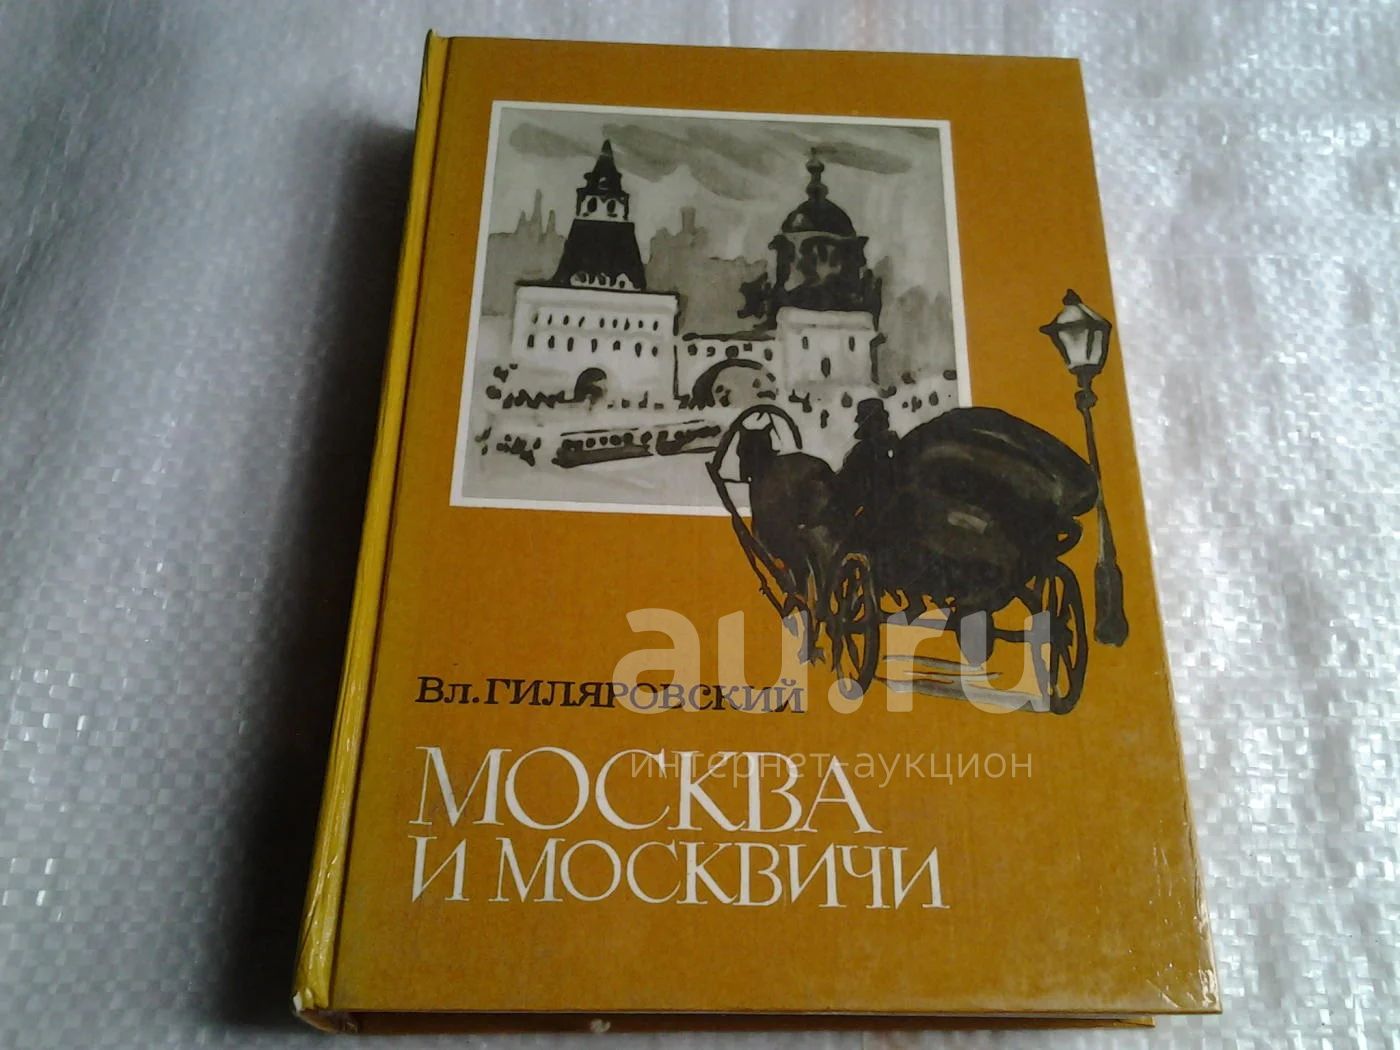 Вл. ГИЛЯРОВСКИЙ
au.ru
интернет-аукцион
МОСКВА
И МОСКВИЧИ